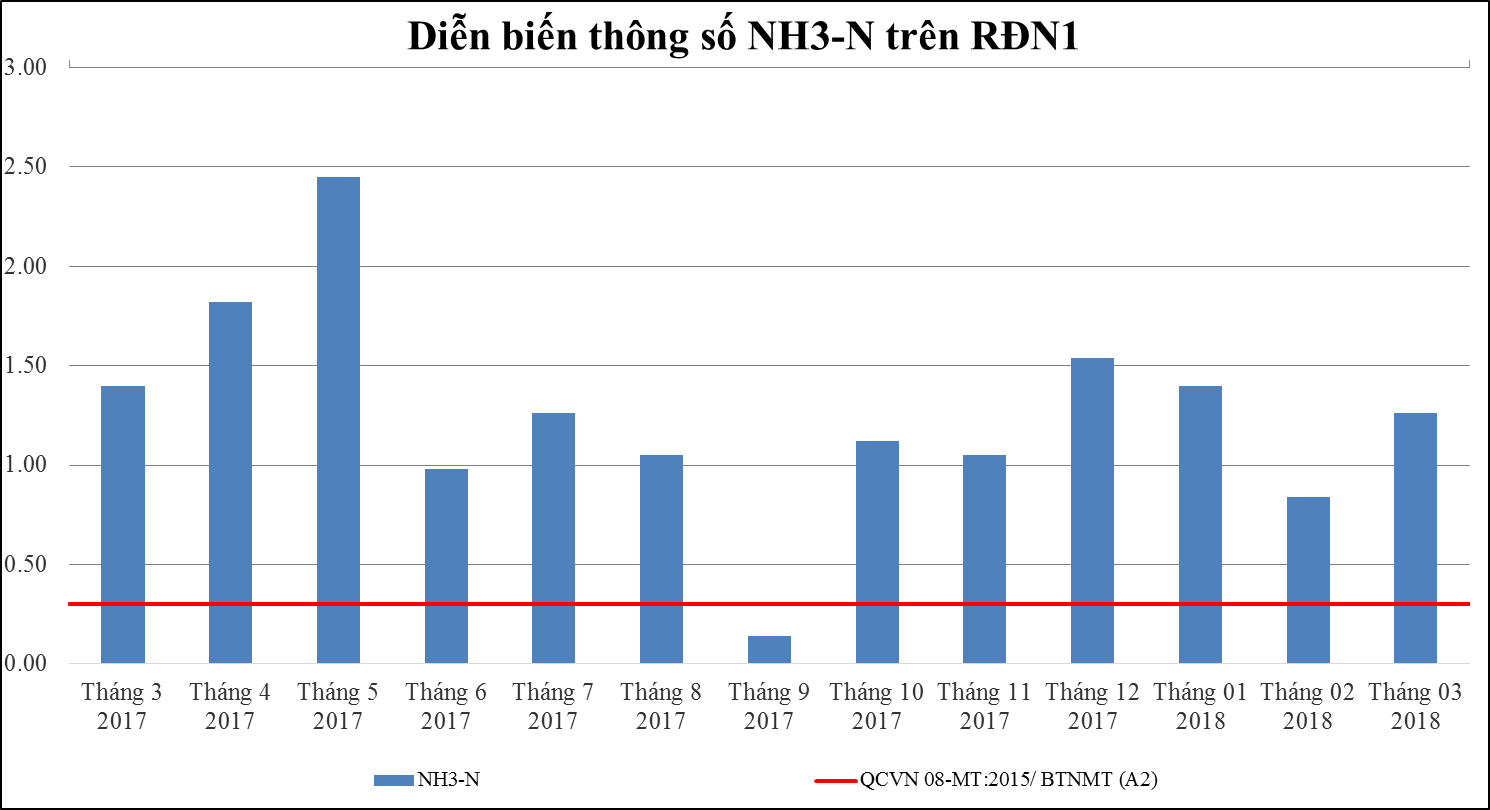 Diễn biến thông số NH3-N trên RĐN1
3.00
2.50
2.00
1.50
1.00
0.50
0.00
Tháng 3 Tháng 4 Tháng 5 Tháng 6 Tháng 7 Tháng 8 Tháng 9 Tháng 10 Tháng 11 Tháng 12 Tháng 01 Tháng 02 Tháng 03
2017 2017 2017 2017 2017 2017 2017 2017 2017 2017 2018 2018 2018
NH3-N QCVN 08-MT:2015/ BTNMT (A2)